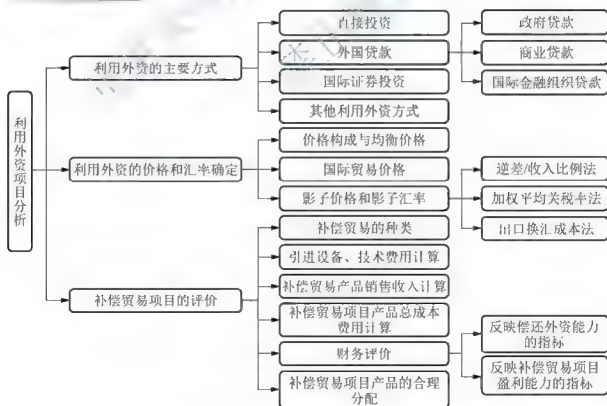 利用外资项目分析
利用外资的主要方式
直接投资
外国贷款
政府贷款
商业贷款
国际金融组织贷款
国际证券投资
其他利用外资方式
利用外资的价格和汇率确定
价格构成与均衡价格
国际贸易价格
影子价格和影子汇率
逆差/收入比例法
加权平均关税率法
出口换汇成本法
补偿贸易项目的评价
补偿贸易的种类
引进设备、技术费用计算
补偿贸易产品销售收入计算
补偿贸易项目产品总成本
费用计算
财务评价
反映偿还外资能力
的指标
反映补偿贸易项目
盈利能力的指标
补偿贸易项目产品的合理
分配